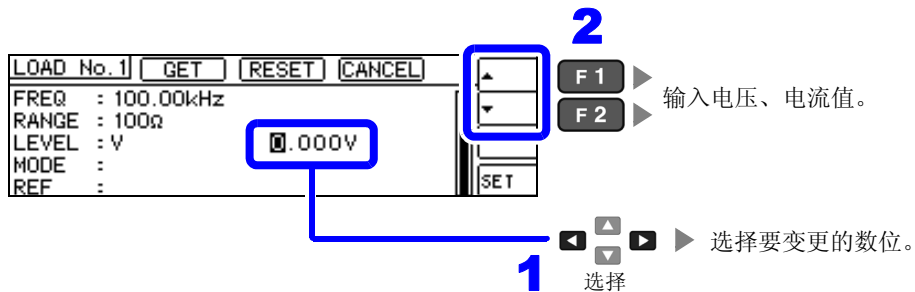 2
LOAD No.1 GET RESET CANCEL
FREQ : 100.00kHz
RANGE : 100Ω
LEVEL : V
0.000V
MODE :
REF :
▲
▼
SET
F1
F2
输入电压、电流值。
1
选择要变更的数位。
选择